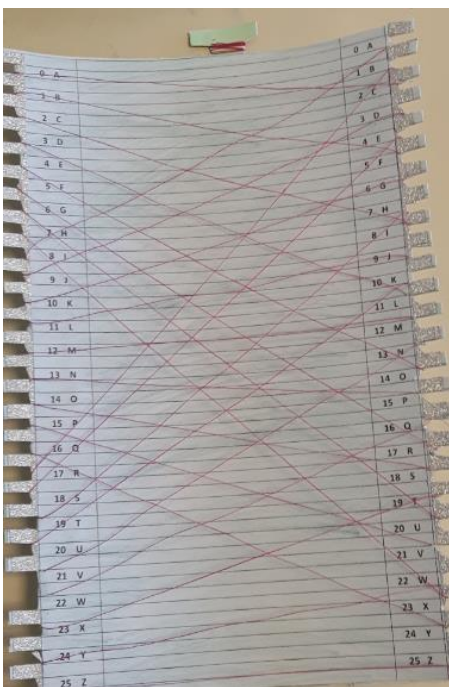 0 A 0 A
1 B 1 B
2 C 2 C
3 D 3 D
4 E 4 E
5 F 5 F
6 G 6 G
7 H 7 H
8 I 8 I
9 J 9 J
10 K 10 K
11 L 11 L
12 M 12 M
13 N 13 N
14 O 14 O
15 P 15 P
16 Q 16 Q
17 R 17 R
18 S 18 S
19 T 19 T
20 U 20 U
21 V 21 V
22 W 22 W
23 X 23 X
24 Y 24 Y
25 Z 25 Z